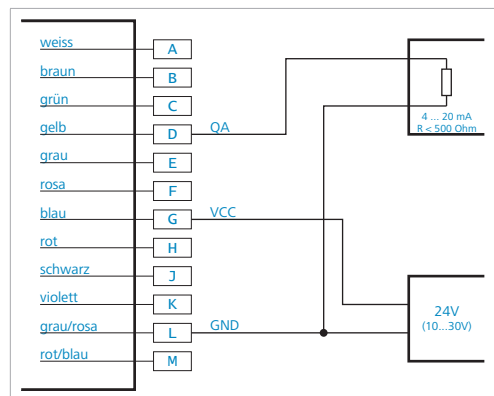 weiss A
braun B
grün C
gelb D QA
4 ... 20 mA
R < 500 Ohm
grau E
rosa F
blau G VCC
rot H
schwarz J
violett K
24V
(10...30V)
grau/rosa L GND
rot/blau M